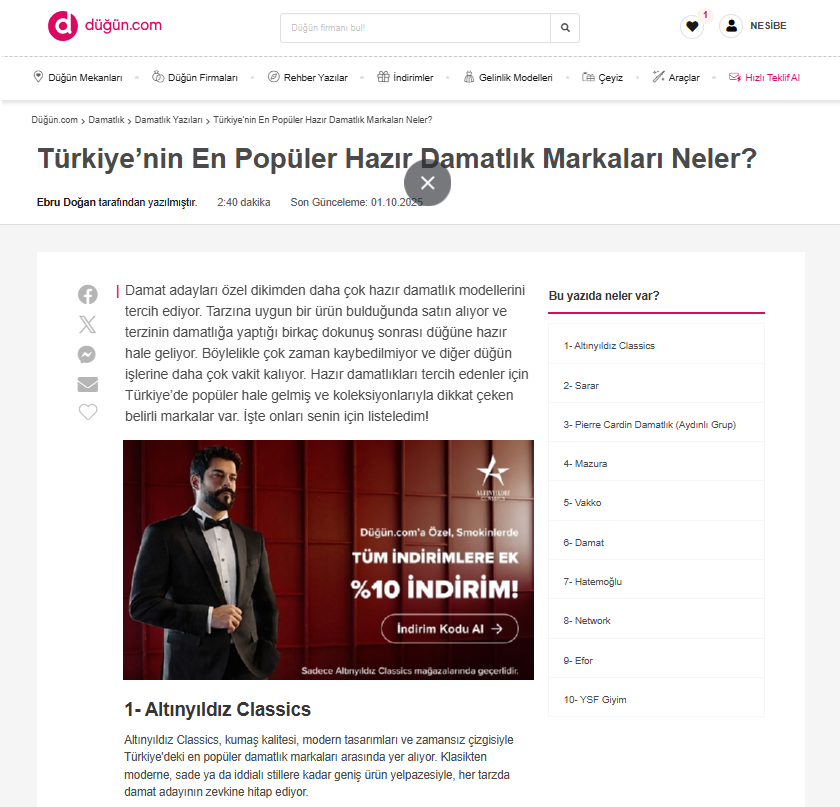 düğün.com
Düğün firmanı bul!
1
NESİBE
Düğün Mekanları
Düğün Firmaları
Rehber Yazılar
İndirimler
Gelinlik Modelleri
Çeyiz
Araçlar
Hızlı Teklif Al
Düğün.com > Damatlık > Damatlık Yazıları > Türkiye'nin En Popüler Hazır Damatlık Markaları Neler?
Türkiye’nin En Popüler Hazır Damatlık Markaları Neler?
Ebru Doğan tarafından yazılmıştır. 2:40 dakika Son Günceleme: 01.10.2025
Damat adayları özel dikimden daha çok hazır damatlık modellerini
tercih ediyor. Tarzına uygun bir ürün bulduğunda satın alıyor ve
terzinin damatlığa yaptığı birkaç dokunuş sonrası düğüne hazır
hale geliyor. Böylelikle çok zaman kaybedilmiyor ve diğer düğün
işlerine daha çok vakit kalıyor. Hazır damatlıkları tercih edenler için
Türkiye’de popüler hale gelmiş ve koleksiyonlarıyla dikkat çeken
belirli markalar var. İşte onları senin için listeledim!
ALTINYILDIZ
CLASSICS
Düğün.com'a Özel, Smokinlerde
TÜM İNDİRİMLERE EK
%10 İNDİRİM!
İndirim Kodu Al →
Sadece Altınyıldız Classics mağazalarında geçerlidir.
1- Altınyıldız Classics
Altınyıldız Classics, kumaş kalitesi, modern tasarımları ve zamansız çizgisiyle
Türkiye'deki en popüler damatlık markaları arasında yer alıyor. Klasikten
moderne, sade ya da iddialı stillere kadar geniş ürün yelpazesiyle, her tarzda
damat adayının zevkine hitap ediyor.
Bu yazıda neler var?
1- Altınyıldız Classics
2- Sarar
3- Pierre Cardin Damatlık (Aydınlı Grup)
4- Mazura
5- Vakko
6- Damat
7- Hatemoğlu
8- Network
9- Efor
10- YSF Giyim